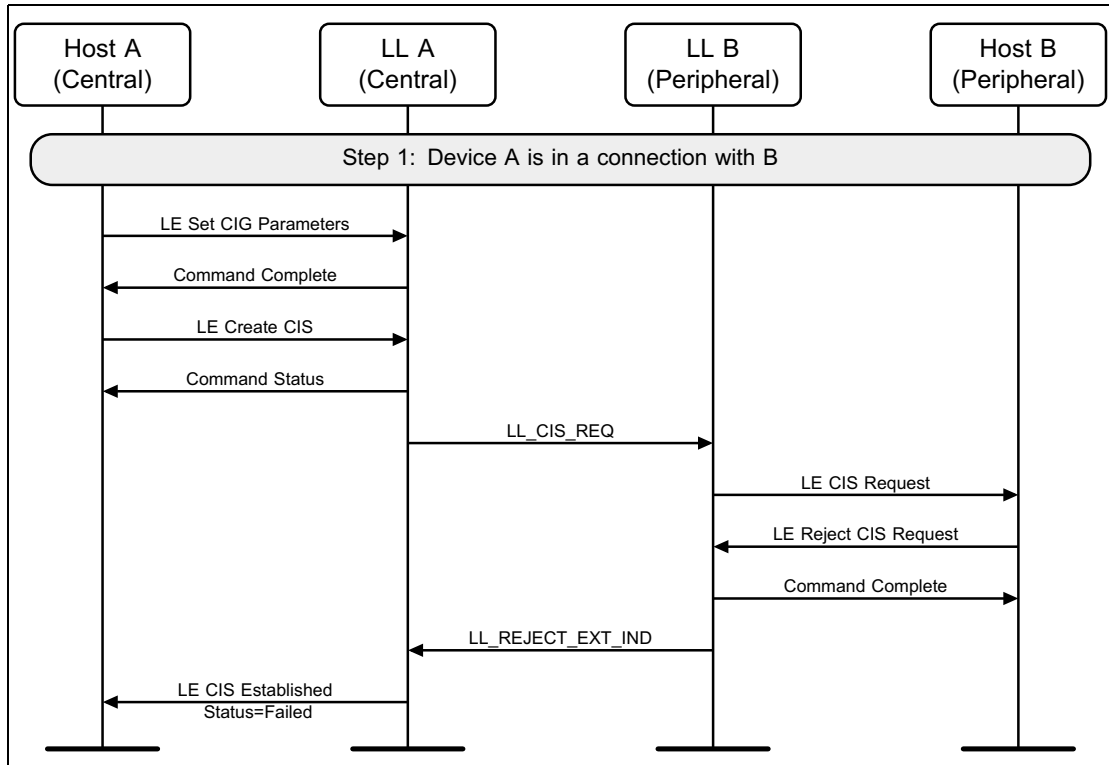 Host A
(Central)
LL A
(Central)
LL B
(Peripheral)
Host B
(Peripheral)
Step 1: Device A is in a connection with B
LE Set CIG Parameters
Command Complete
LE Create CIS
Command Status
LL_CIS_REQ
LE CIS Request
LE Reject CIS Request
Command Complete
LL_REJECT_EXT_IND
LE CIS Established
Status=Failed